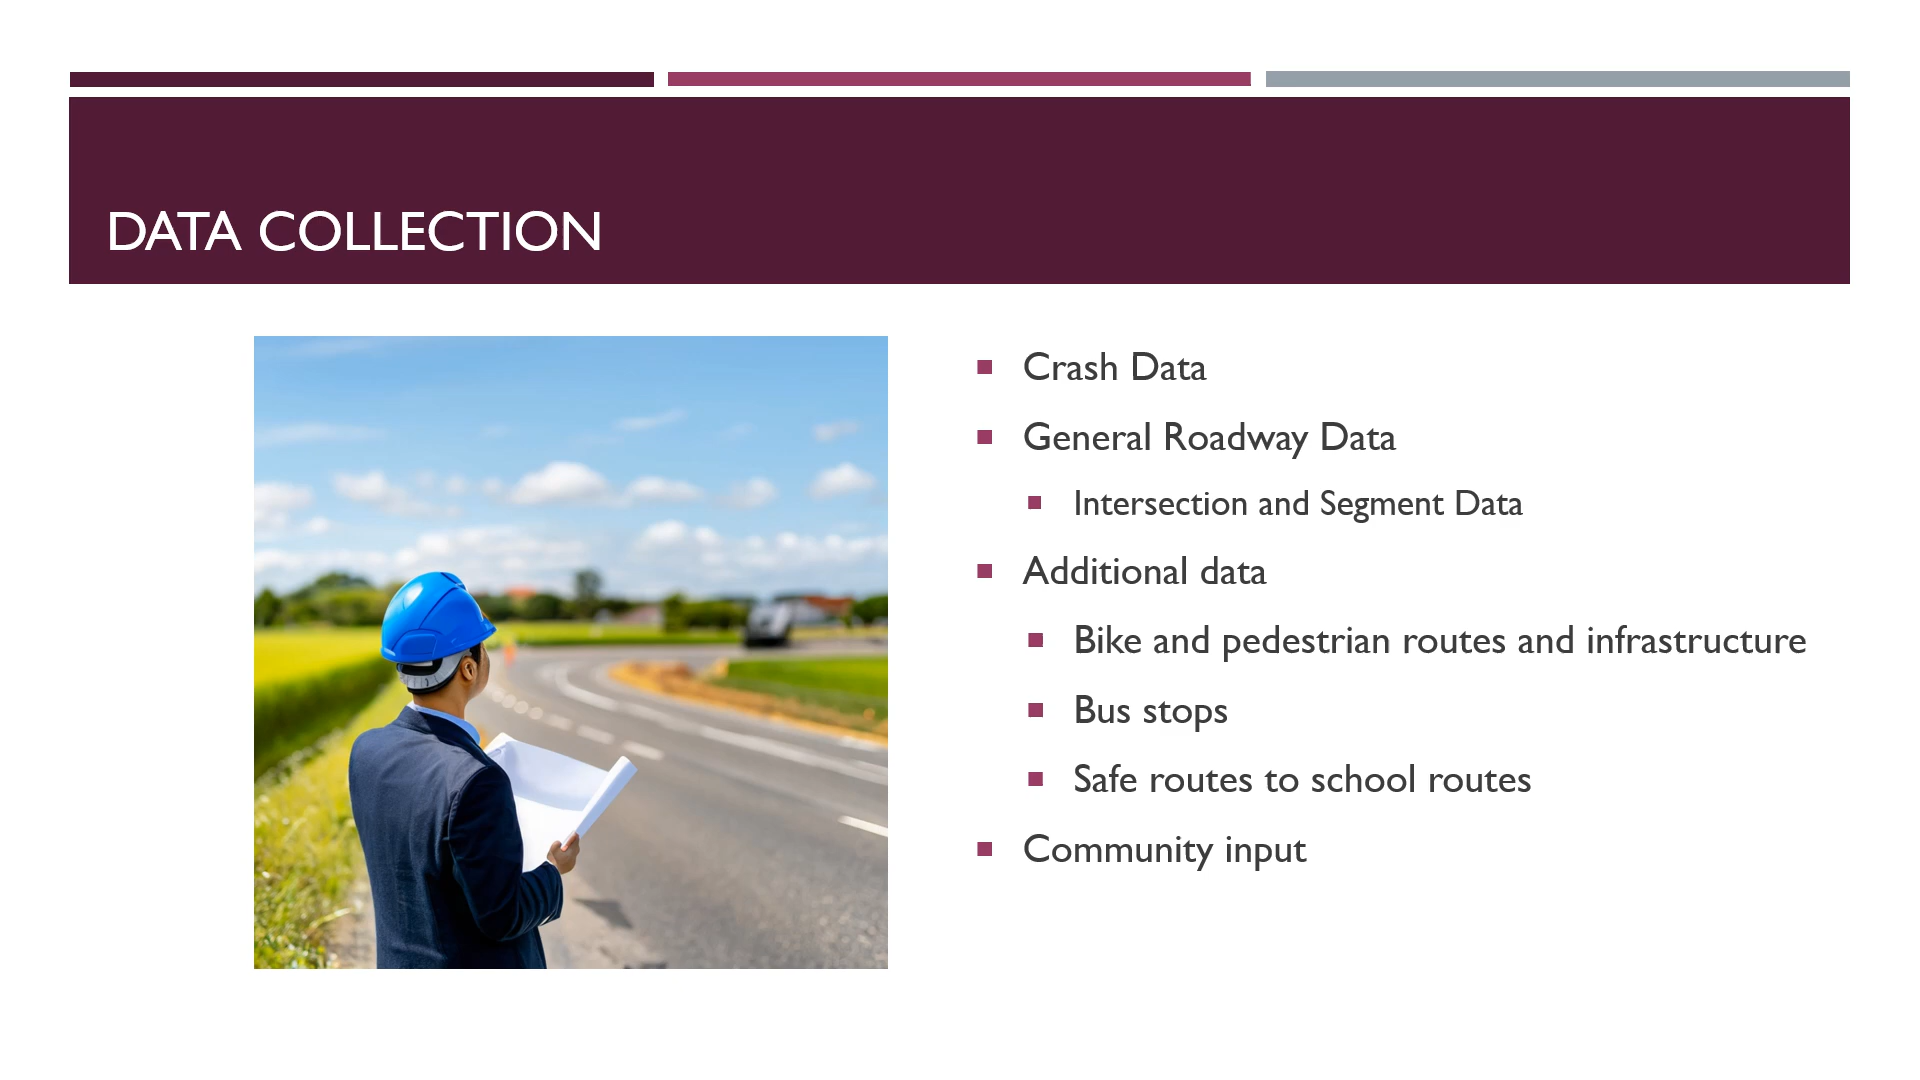 DATA COLLECTION
Crash Data
General Roadway Data
Intersection and Segment Data
Additional data
Bike and pedestrian routes and infrastructure
Bus stops
Safe routes to school routes
Community input